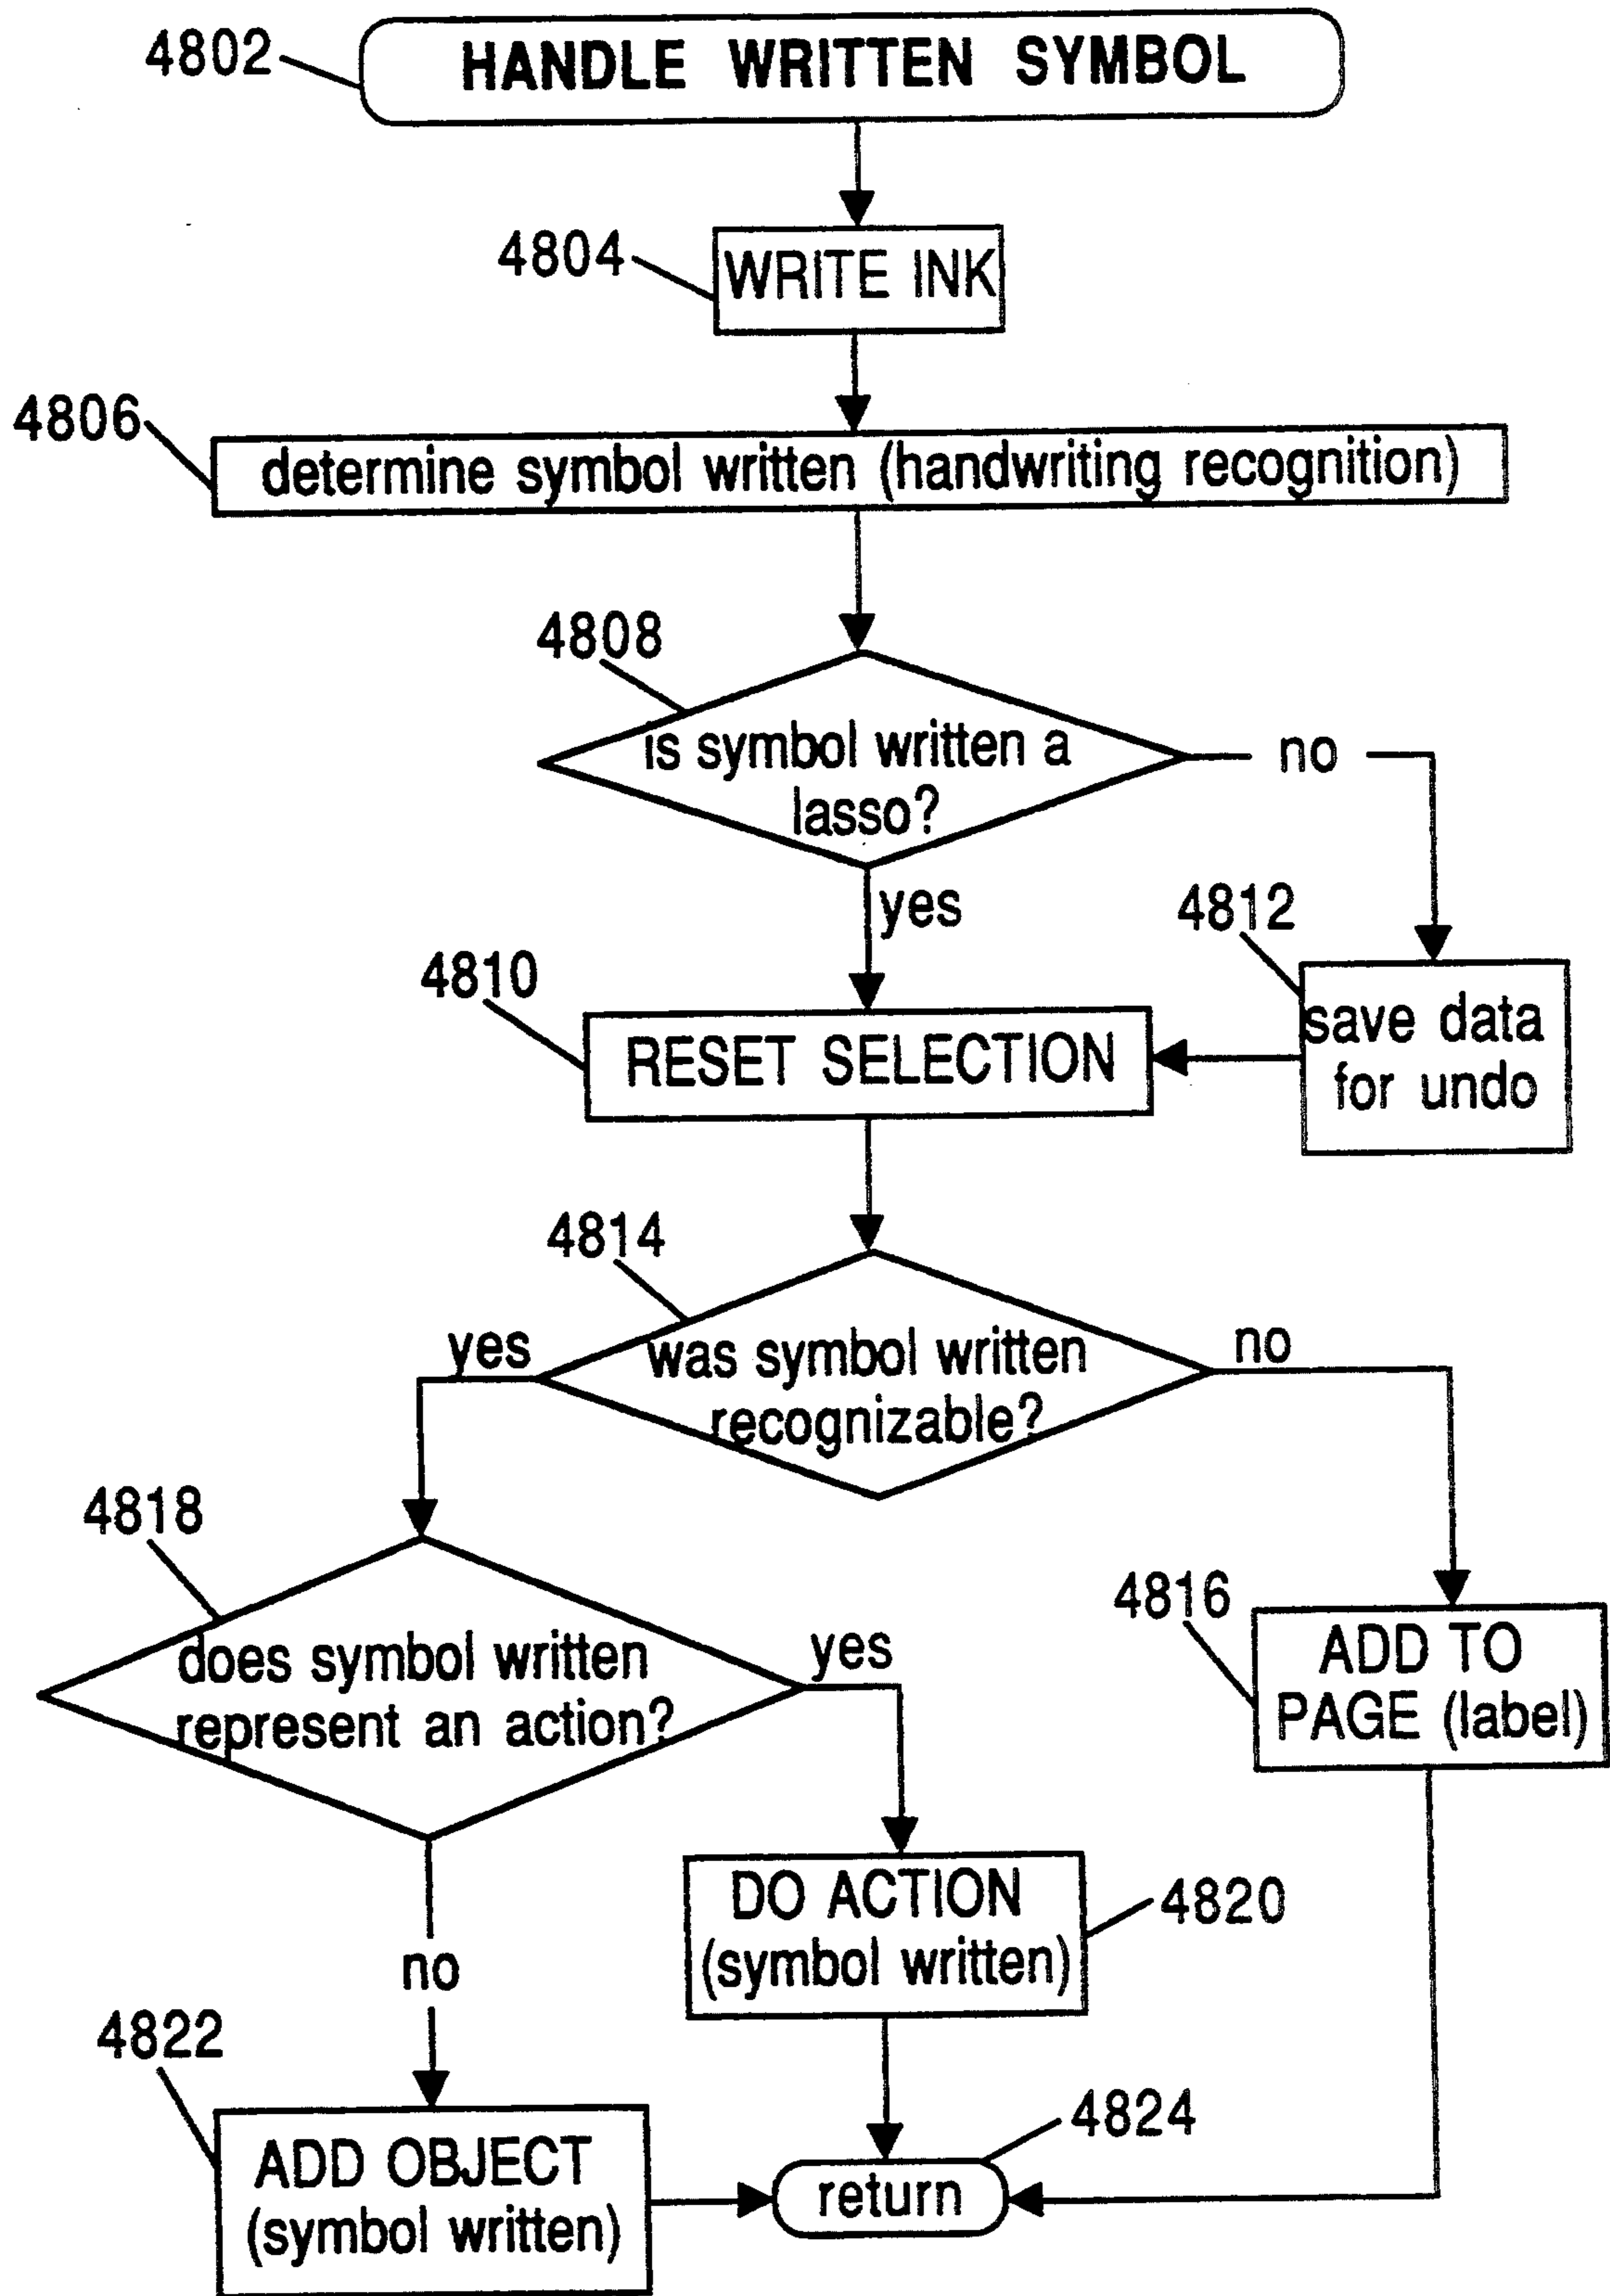 4802
HANDLE WRITTEN SYMBOL
4804
WRITE INK
4806
determine symbol written (handwriting recognition)
4808
is symbol written a
lasso?
no
yes
4812
save data
for undo
4810
RESET SELECTION
4814
was symbol written
recognizable?
yes
no
4818
does symbol written
represent an action?
yes
4816
ADD TO
PAGE (label)
no
DO ACTION
(symbol written)
4820
4822
ADD OBJECT
(symbol written)
4824
return